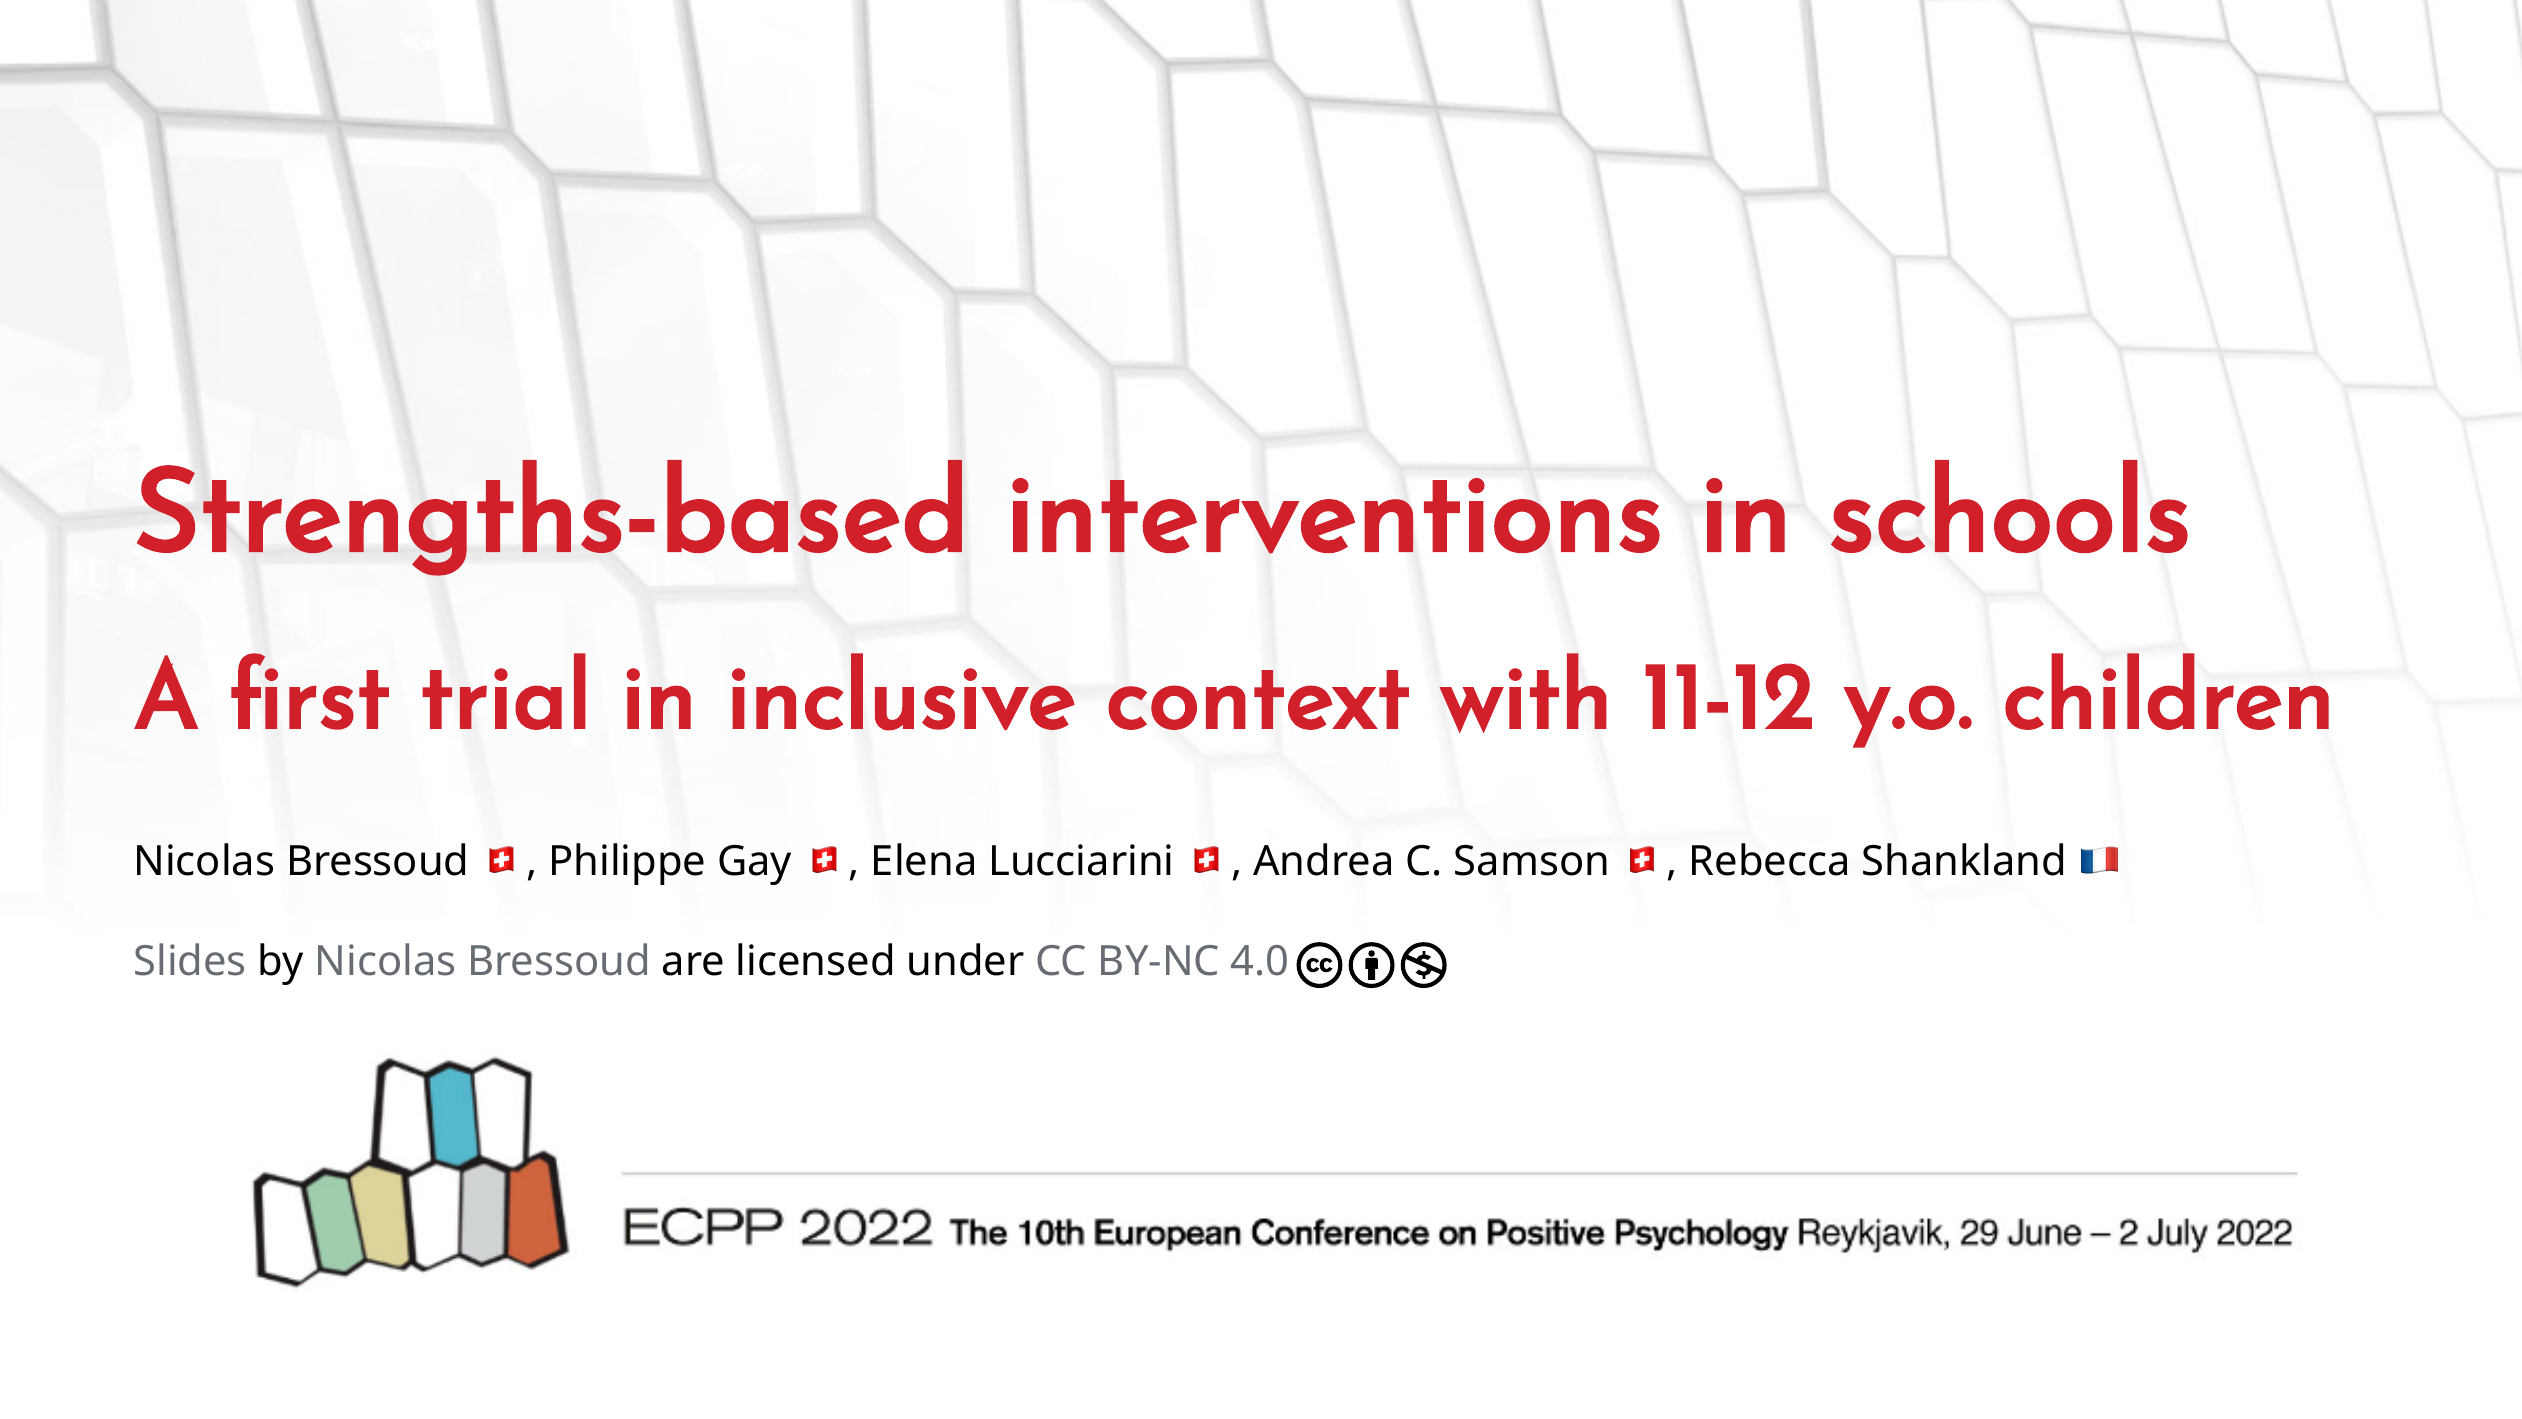 Strengths-based interventions in schools
A first trial in inclusive context with 11-12 y.o. children
Nicolas Bressoud 🇨🇭, Philippe Gay 🇨🇭, Elena Lucciarini 🇨🇭, Andrea C. Samson 🇨🇭, Rebecca Shankland 🇫🇷
Slides by Nicolas Bressoud are licensed under CC BY-NC 4.0
ECPP 2022 The 10th European Conference on Positive Psychology Reykjavik, 29 June – 2 July 2022